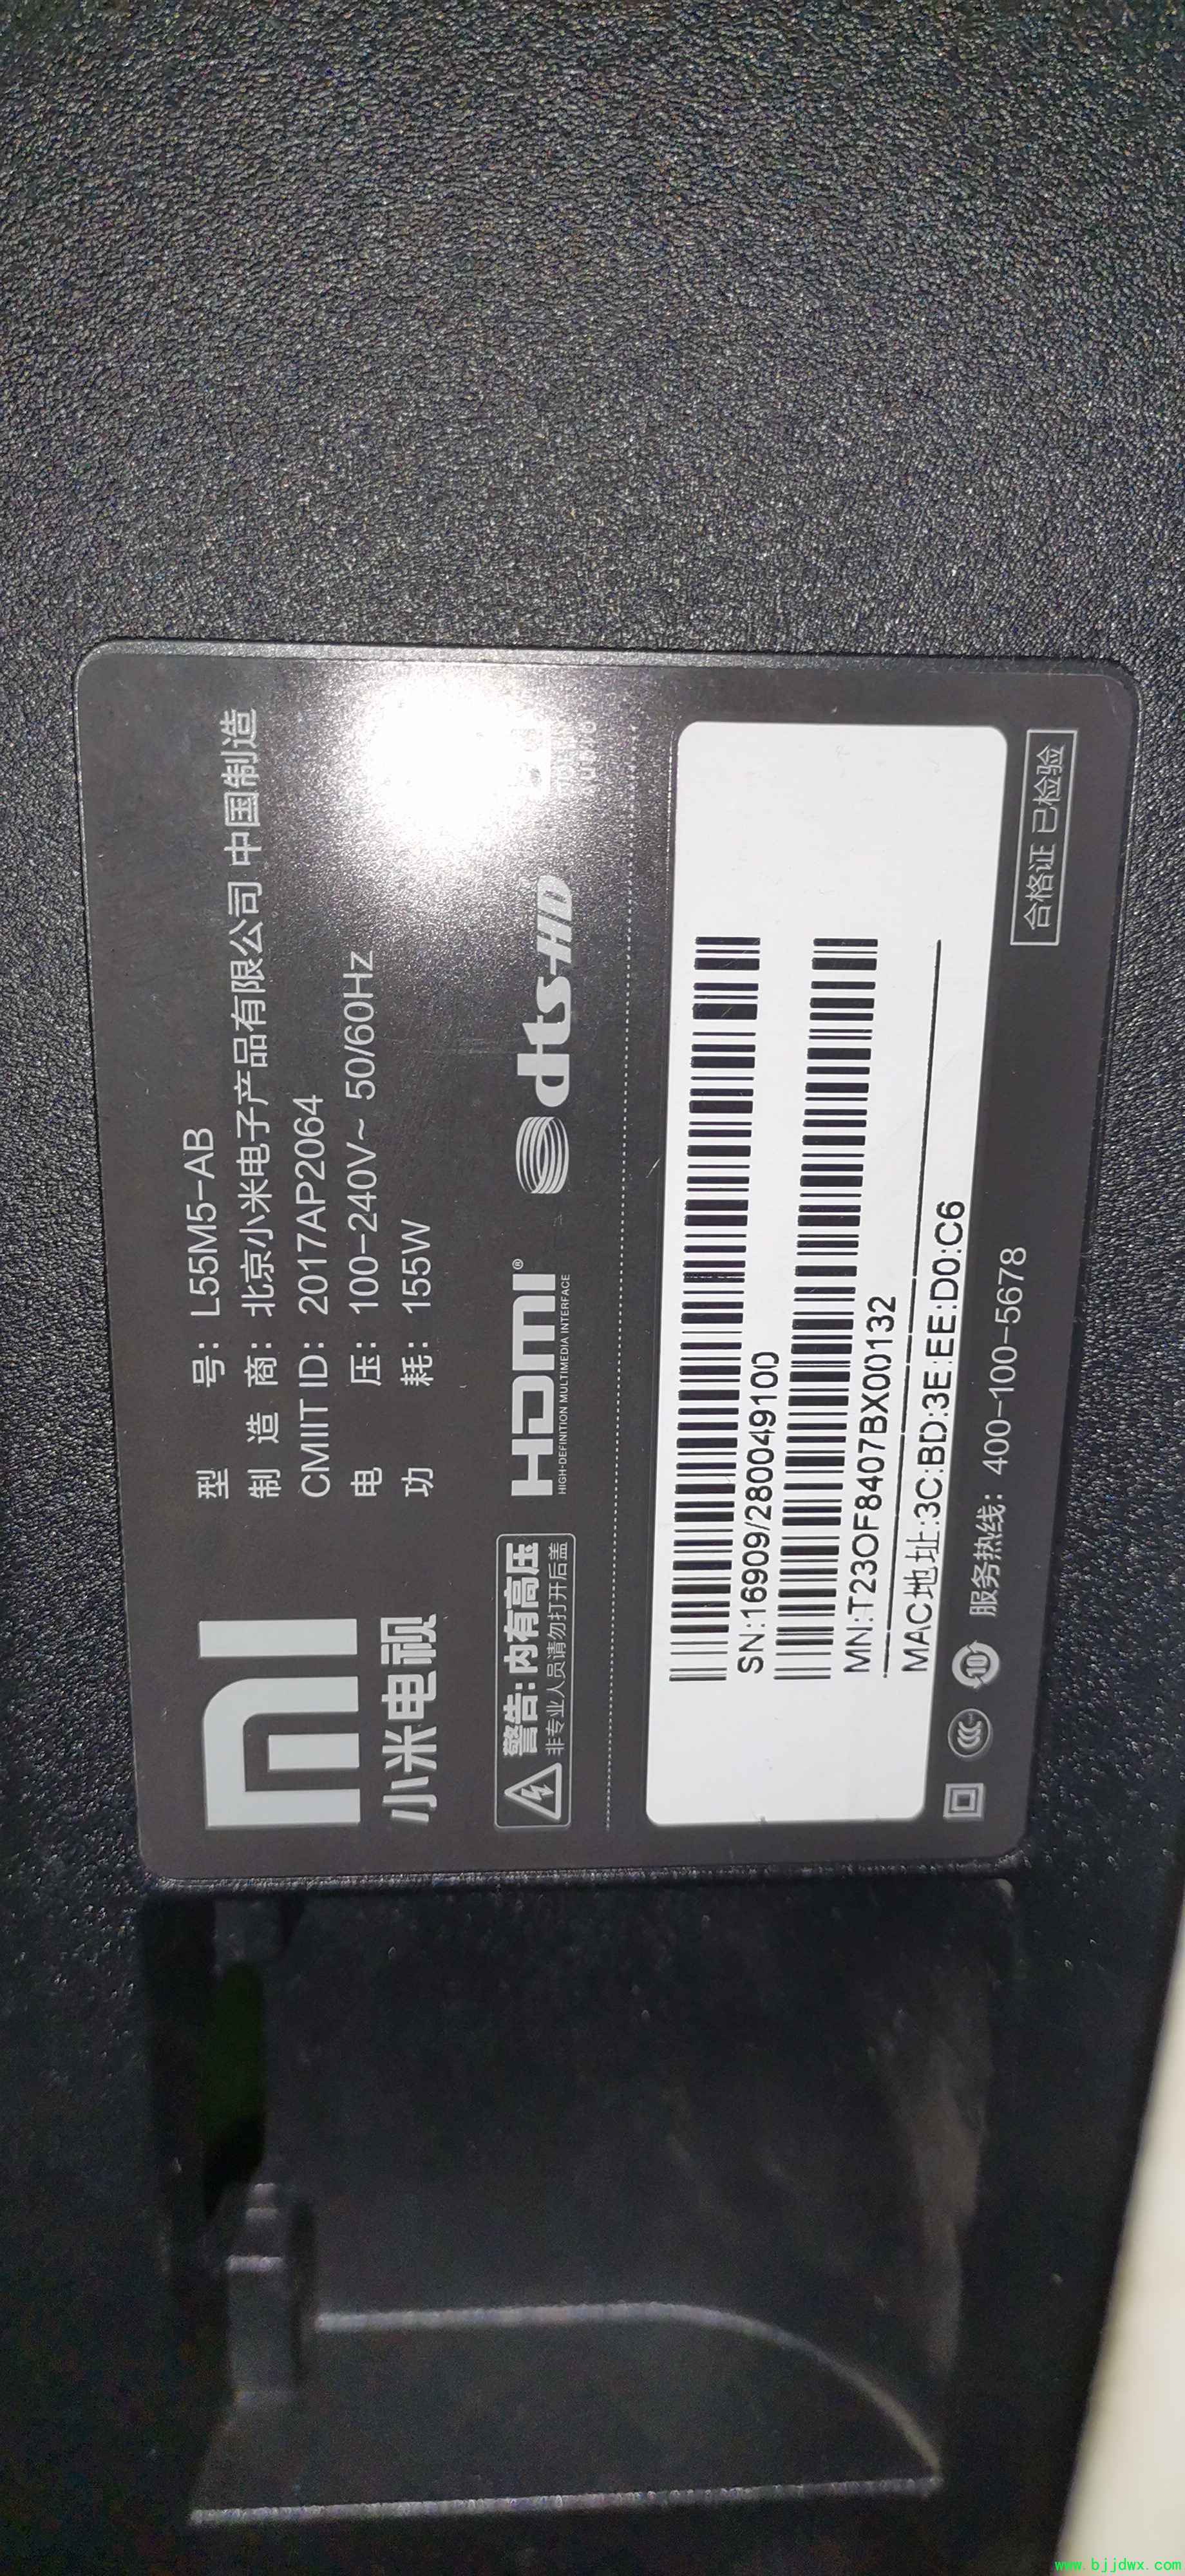 mi
小米电视
型 号：L55M5-AB
制 造 商：北京小米电子产品有限公司 中国制造
CMIIT ID：2017AP2064
电 压：100-240V~ 50/60Hz
功 耗：155W
警告：内有高压
非专业人员请勿打开后盖
HDMI®
HIGH-DEFINITION MULTIMEDIA INTERFACE
dts-HD
SN:16909/280049100
MN:T23OF8407BX00132
MAC地址:3C:BD:3E:EE:D0:C6
CCC
10
服务热线：400-100-5678
合格证 已检验
www.bjjdwx.com